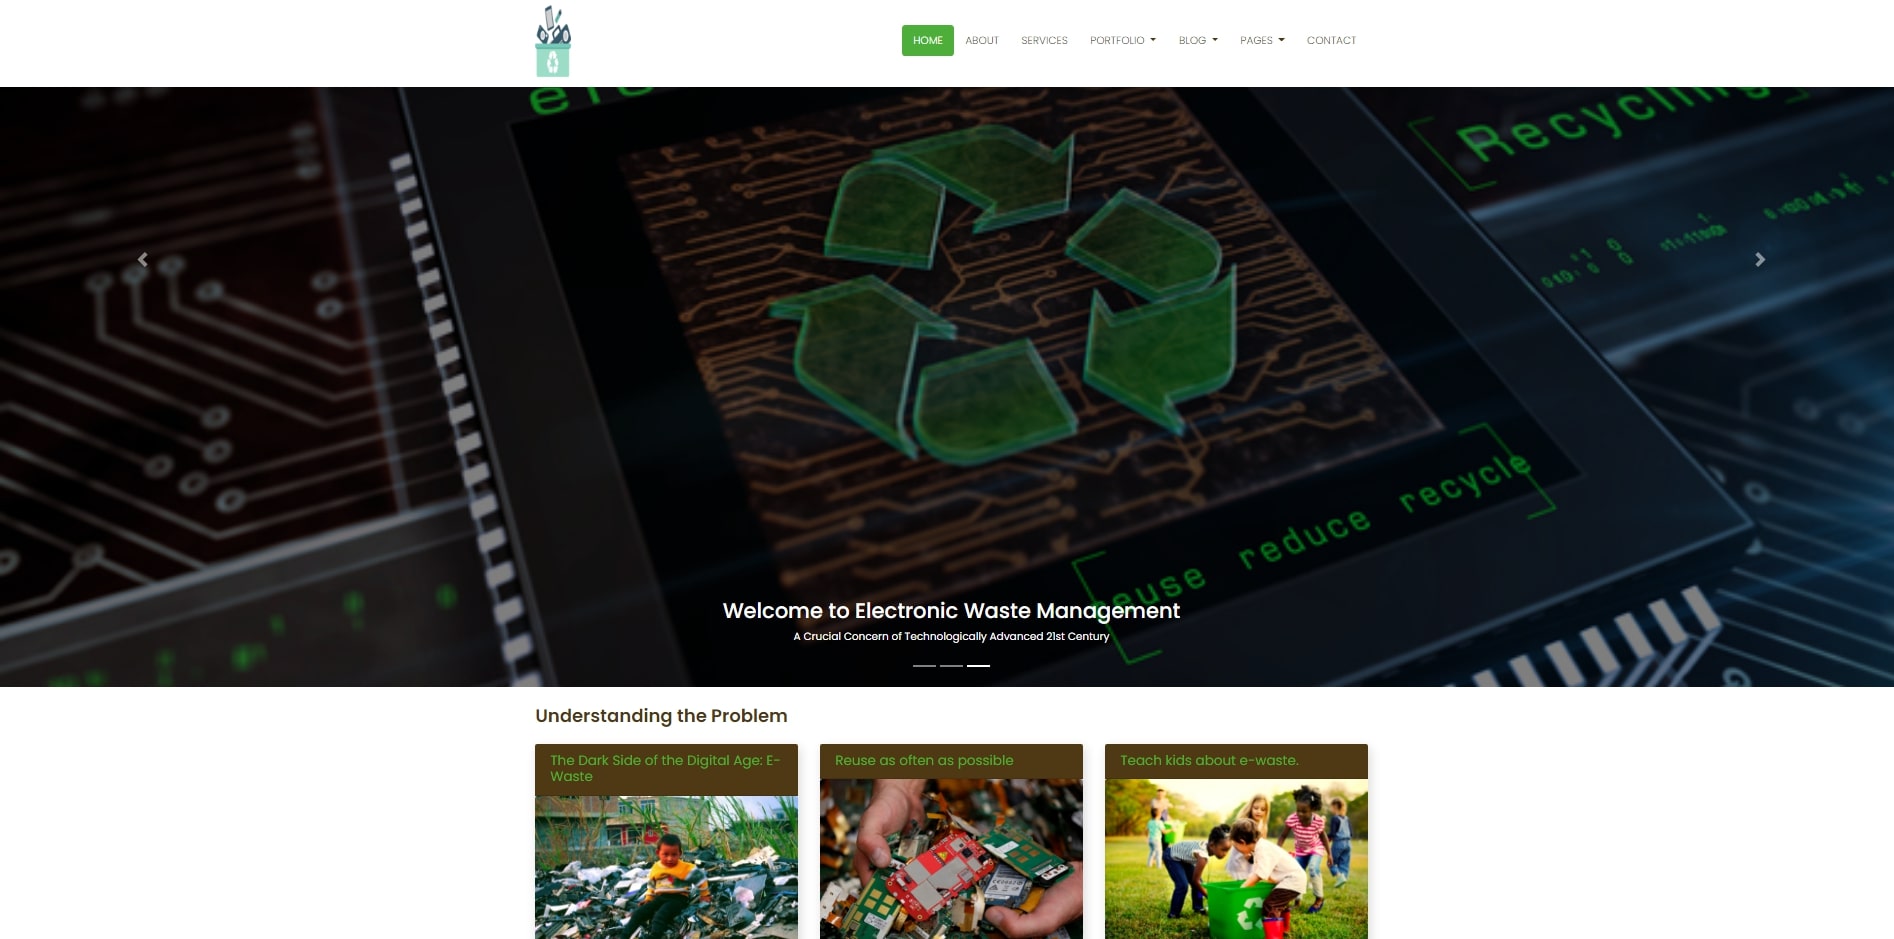 HOME ABOUT SERVICES PORTFOLIO BLOG PAGES CONTACT
Recycling
reduce recycle
Welcome to Electronic Waste Management
A Crucial Concern of Technologically Advanced 21st Century
Understanding the Problem
The Dark Side of the Digital Age: E-
Waste
Reuse as often as possible
Teach kids about e-waste.